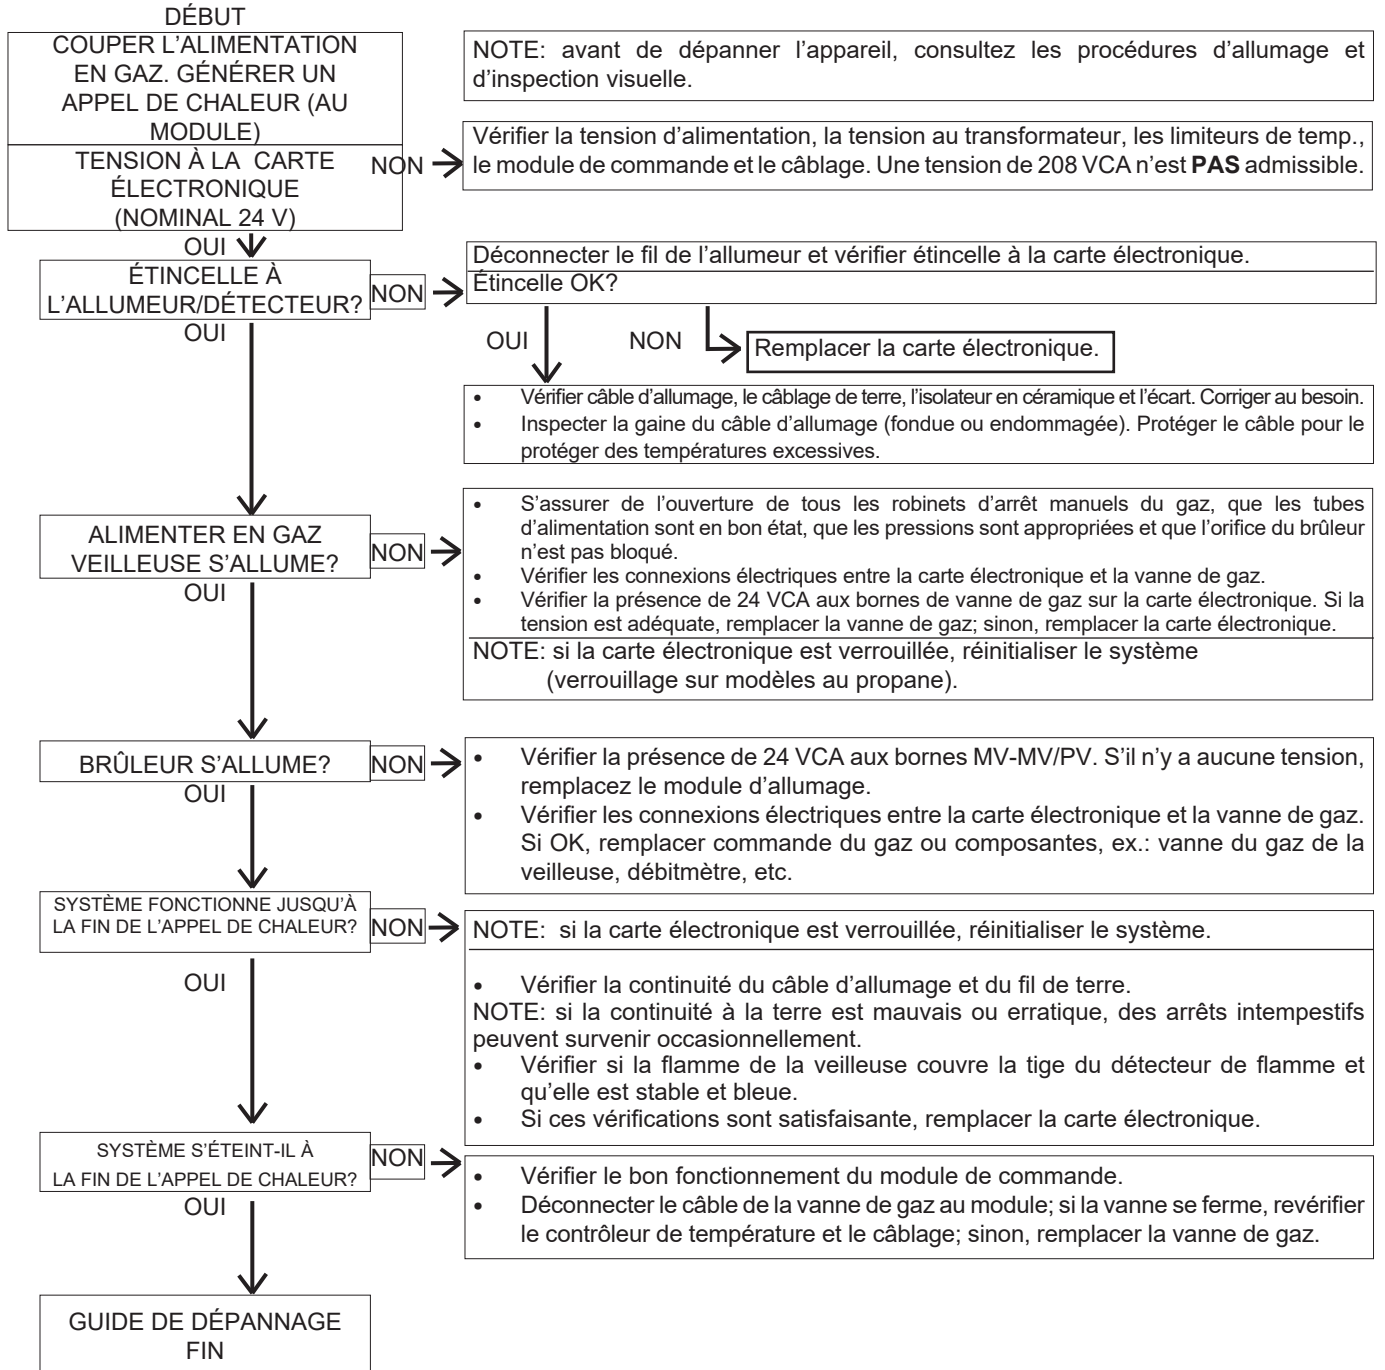 DÉBUT
COUPER L'ALIMENTATION
EN GAZ. GÉNÉRER UN
APPEL DE CHALEUR (AU
MODULE)
NOTE: avant de dépanner l'appareil, consultez les procédures d'allumage et
d'inspection visuelle.
TENSION À LA CARTE
ÉLECTRONIQUE
(NOMINAL 24 V)
NON
Vérifier la tension d'alimentation, la tension au transformateur, les limiteurs de temp.,
le module de commande et le câblage. Une tension de 208 VCA n'est PAS admissible.
OUI
ÉTINCELLE À
L'ALLUMEUR/DÉTECTEUR?
NON
Déconnecter le fil de l'allumeur et vérifier étincelle à la carte électronique.
Étincelle OK?
OUI
OUI
NON
Remplacer la carte électronique.
• Vérifier câble d'allumage, le câblage de terre, l'isolateur en céramique et l'écart. Corriger au besoin.
• Inspecter la gaine du câble d'allumage (fondue ou endommagée). Protéger le câble pour le
protéger des températures excessives.
ALIMENTER EN GAZ
VEILLEUSE S'ALLUME?
NON
• S'assurer de l'ouverture de tous les robinets d'arrêt manuels du gaz, que les tubes
d'alimentation sont en bon état, que les pressions sont appropriées et que l'orifice du brûleur
n'est pas bloqué.
• Vérifier les connexions électriques entre la carte électronique et la vanne de gaz.
• Vérifier la présence de 24 VCA aux bornes de vanne de gaz sur la carte électronique. Si la
tension est adéquate, remplacer la vanne de gaz; sinon, remplacer la carte électronique.
NOTE: si la carte électronique est verrouillée, réinitialiser le système
(verrouillage sur modèles au propane).
OUI
BRÛLEUR S'ALLUME?
NON
• Vérifier la présence de 24 VCA aux bornes MV-MV/PV. S'il n'y a aucune tension,
remplacez le module d'allumage.
• Vérifier les connexions électriques entre la carte électronique et la vanne de gaz.
Si OK, remplacer commande du gaz ou composantes, ex.: vanne du gaz de la
veilleuse, débitmètre, etc.
OUI
SYSTÈME FONCTIONNE JUSQU'À
LA FIN DE L'APPEL DE CHALEUR?
NON
NOTE: si la carte électronique est verrouillée, réinitialiser le système.
• Vérifier la continuité du câble d'allumage et du fil de terre.
NOTE: si la continuité à la terre est mauvais ou erratique, des arrêts intempestifs
peuvent survenir occasionnellement.
• Vérifier si la flamme de la veilleuse couvre la tige du détecteur de flamme et
qu'elle est stable et bleue.
• Si ces vérifications sont satisfaisante, remplacer la carte électronique.
OUI
SYSTÈME S'ÉTEINT-IL À
LA FIN DE L'APPEL DE CHALEUR?
NON
• Vérifier le bon fonctionnement du module de commande.
• Déconnecter le câble de la vanne de gaz au module; si la vanne se ferme, revérifier
le contrôleur de température et le câblage; sinon, remplacer la vanne de gaz.
OUI
GUIDE DE DÉPANNAGE
FIN